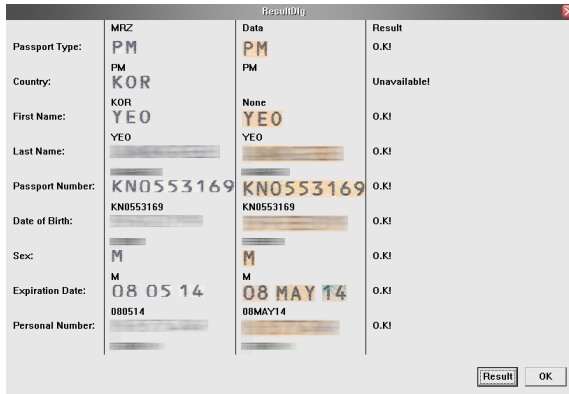 ResultDlg
MRZ Data Result
Passport Type: PM PM O.K!
PM PM
Country: KOR Unavailable!
KOR None
First Name: YEO YEO O.K!
YEO YEO
Last Name: O.K!
Passport Number: KN0553169 KN0553169 O.K!
KN0553169 KN0553169
Date of Birth: O.K!
Sex: M M O.K!
M M
Expiration Date: 08 05 14 08 MAY 14 O.K!
080514 08MAY14
Personal Number: O.K!
Result OK